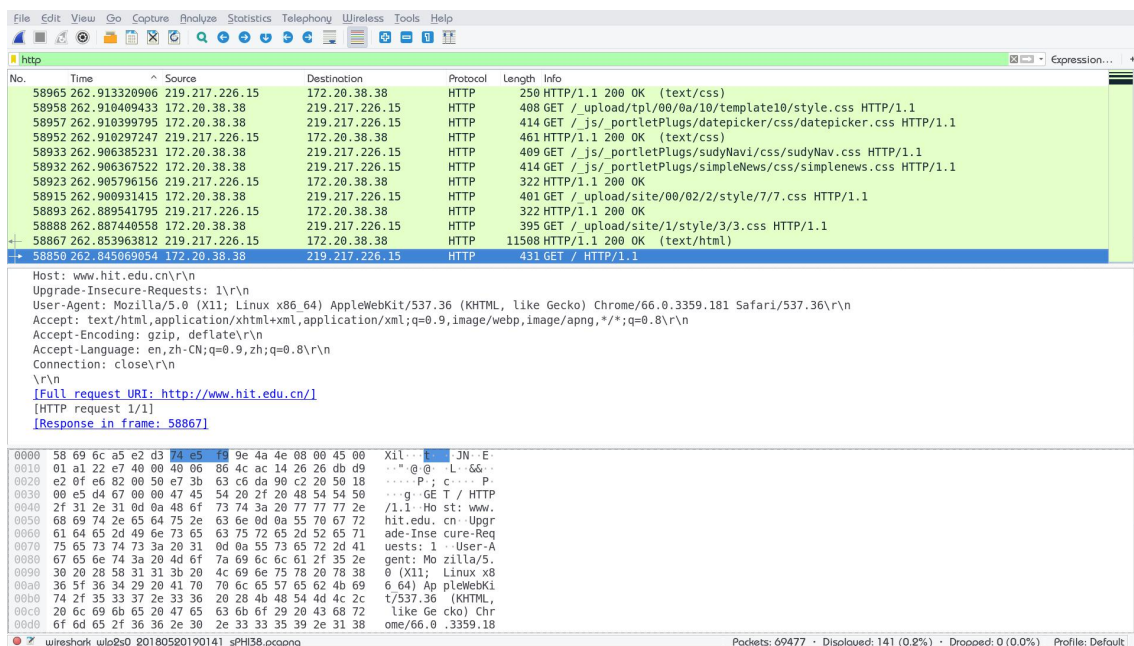 File Edit View Go Capture Analyze Statistics Telephony Wireless Tools Help
http Expression... +
No. Time Source Destination Protocol Length Info
58965 262.913320906 219.217.226.15 172.20.38.38 HTTP 250 HTTP/1.1 200 OK (text/css)
58958 262.910409433 172.20.38.38 219.217.226.15 HTTP 408 GET /_upload/tpl/00/0a/10/template10/style.css HTTP/1.1
58957 262.910399795 172.20.38.38 219.217.226.15 HTTP 414 GET /_js/_portletPlugs/datepicker/css/datepicker.css HTTP/1.1
58952 262.910297247 219.217.226.15 172.20.38.38 HTTP 461 HTTP/1.1 200 OK (text/css)
58933 262.906385231 172.20.38.38 219.217.226.15 HTTP 409 GET /_js/_portletPlugs/sudyNavi/css/sudyNav.css HTTP/1.1
58932 262.906367522 172.20.38.38 219.217.226.15 HTTP 414 GET /_js/_portletPlugs/simpleNews/css/simplenews.css HTTP/1.1
58923 262.905796156 219.217.226.15 172.20.38.38 HTTP 322 HTTP/1.1 200 OK
58915 262.900931415 172.20.38.38 219.217.226.15 HTTP 401 GET /_upload/site/00/02/2/style/7/7.css HTTP/1.1
58893 262.889541795 219.217.226.15 172.20.38.38 HTTP 322 HTTP/1.1 200 OK
58888 262.887440558 172.20.38.38 219.217.226.15 HTTP 395 GET /_upload/site/1/style/3/3.css HTTP/1.1
58867 262.853963812 219.217.226.15 172.20.38.38 HTTP 11508 HTTP/1.1 200 OK (text/html)
58850 262.845069054 172.20.38.38 219.217.226.15 HTTP 431 GET / HTTP/1.1
Host: www.hit.edu.cn\r\n
Upgrade-Insecure-Requests: 1\r\n
User-Agent: Mozilla/5.0 (X11; Linux x86_64) AppleWebKit/537.36 (KHTML, like Gecko) Chrome/66.0.3359.181 Safari/537.36\r\n
Accept: text/html,application/xhtml+xml,application/xml;q=0.9,image/webp,image/apng,*/*;q=0.8\r\n
Accept-Encoding: gzip, deflate\r\n
Accept-Language: en,zh-CN;q=0.9,zh;q=0.8\r\n
Connection: close\r\n
\r\n
[Full request URI: http://www.hit.edu.cn/]
[HTTP request 1/1]
[Response in frame: 58867]
0000 58 69 6c a5 e2 d3 74 e5 f9 9e 4a 4e 08 00 45 00 Xil···t· ··JN··E·
0010 01 a1 22 e7 40 00 40 06 86 4c ac 14 26 26 db d9 ··"·@·@· ·L··&&··
0020 e2 0f e6 82 00 50 e7 3b 63 c6 da 90 c2 20 50 18 ·····P·; c···· P·
0030 00 e5 d4 67 00 00 47 45 54 20 2f 20 48 54 54 50 ···g··GE T / HTTP
0040 2f 31 2e 31 0d 0a 48 6f 73 74 3a 20 77 77 77 2e /1.1··Ho st: www.
0050 68 69 74 2e 65 64 75 2e 63 6e 0d 0a 55 70 67 72 hit.edu. cn··Upgr
0060 61 64 65 2d 49 6e 73 65 63 75 72 65 2d 52 65 71 ade-Inse cure-Req
0070 75 65 73 74 73 3a 20 31 0d 0a 55 73 65 72 2d 41 uests: 1 ··User-A
0080 67 65 6e 74 3a 20 4d 6f 7a 69 6c 6c 61 2f 35 2e gent: Mo zilla/5.
0090 30 20 28 58 31 31 3b 20 4c 69 6e 75 78 20 78 38 0 (X11; Linux x8
00a0 36 5f 36 34 29 20 41 70 70 6c 65 57 65 62 4b 69 6_64) Ap pleWebKi
00b0 74 2f 35 33 37 2e 33 36 20 28 4b 48 54 4d 4c 2c t/537.36 (KHTML,
00c0 20 6c 69 6b 65 20 47 65 63 6b 6f 29 20 43 68 72 like Ge cko) Chr
00d0 6f 6d 65 2f 36 36 2e 30 2e 33 33 35 39 2e 31 38 ome/66.0 .3359.18
wireshark_wlp2s0_20180520190141_sPHI38.pcapng Packets: 69477 · Displayed: 141 (0.2%) · Dropped: 0 (0.0%) Profile: Default